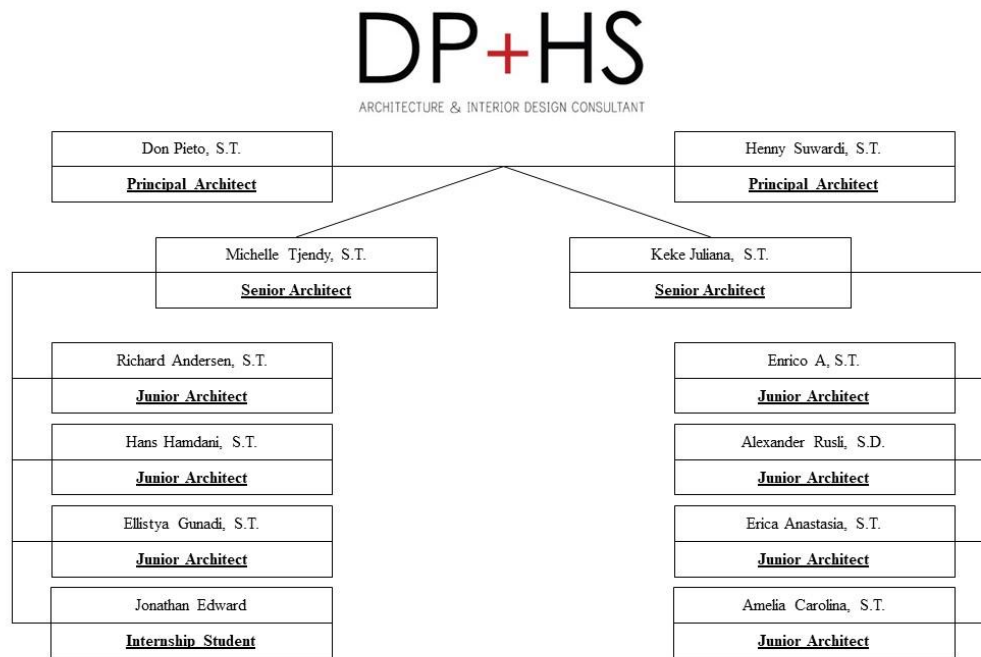 DP+HS
ARCHITECTURE & INTERIOR DESIGN CONSULTANT
Don Pieto, S.T.
Principal Architect
Henny Suwardi, S.T.
Principal Architect
Michelle Tjendy, S.T.
Senior Architect
Keke Juliana, S.T.
Senior Architect
Richard Andersen, S.T.
Junior Architect
Hans Hamdani, S.T.
Junior Architect
Ellistya Gunadi, S.T.
Junior Architect
Jonathan Edward
Internship Student
Enrico A, S.T.
Junior Architect
Alexander Rusli, S.D.
Junior Architect
Erica Anastasia, S.T.
Junior Architect
Amelia Carolina, S.T.
Junior Architect